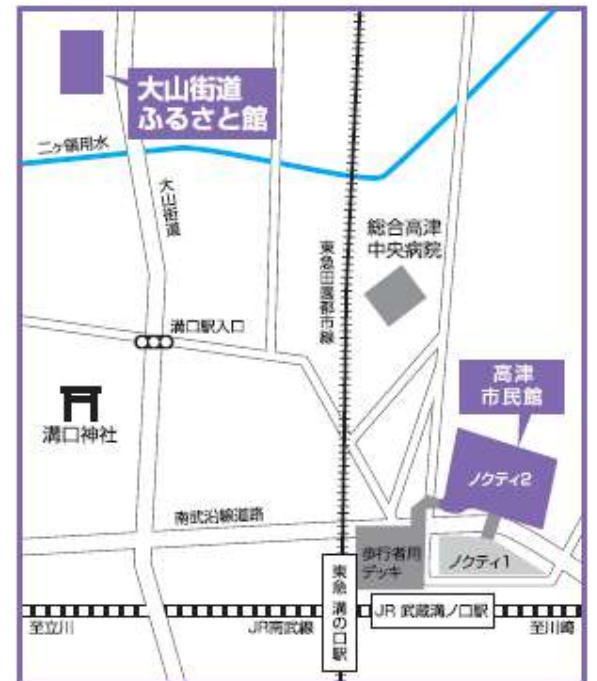 大山街道
ふるさと館
二ヶ領用水
大山街道
総合高津
中央病院
東急田園都市線
溝口駅入口
高津
市民館
溝口神社
ノクティ2
南武沿線道路
歩行者用
デッキ
ノクティ1
東急 溝の口駅
JR 武蔵溝ノ口駅
至立川
JR南武線
至川崎